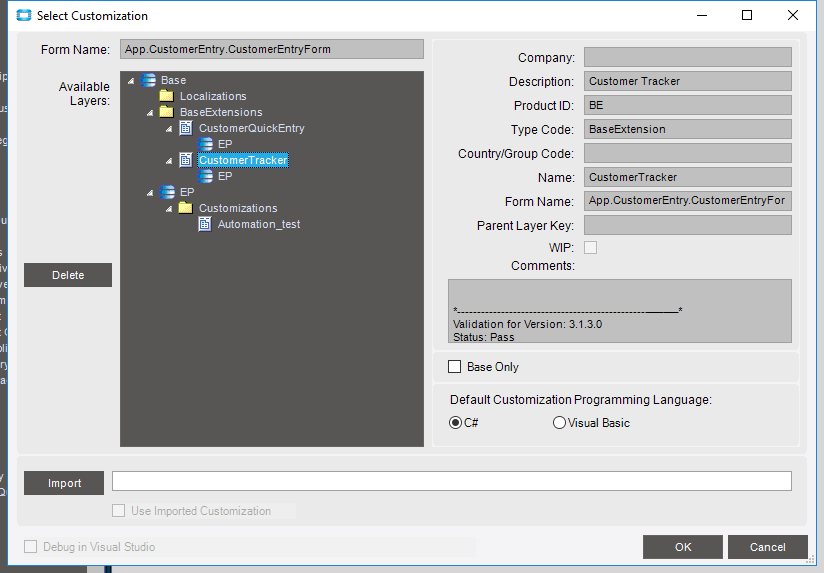 Select Customization
Form Name: App.CustomerEntry.CustomerEntryForm
Available
Layers:
Base
Localizations
BaseExtensions
CustomerQuickEntry
EP
CustomerTracker
EP
EP
Customizations
Automation_test
Delete
Company:
Description: Customer Tracker
Product ID: BE
Type Code: BaseExtension
Country/Group Code:
Name: CustomerTracker
Form Name: App.CustomerEntry.CustomerEntryFor
Parent Layer Key:
WIP:
Comments:
*--------------------------------------------------------------*
Validation for Version: 3.1.3.0
Status: Pass
Base Only
Default Customization Programming Language:
C# Visual Basic
Import
Use Imported Customization
Debug in Visual Studio
OK Cancel